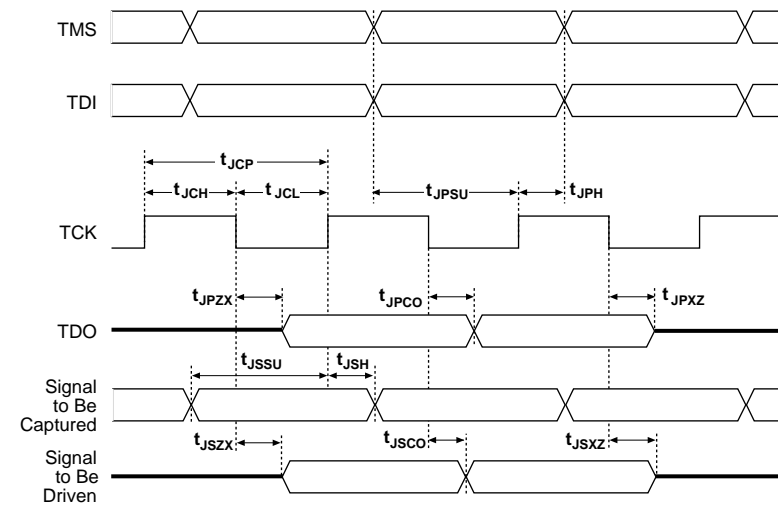 TMS
TDI
tJCP
tJCH
tJCL
tJPSU
tJPH
TCK
tJPZX
tJPCO
tJPXZ
TDO
tJSSU
tJSH
Signal
to Be
Captured
tJSZX
tJSCO
tJSXZ
Signal
to Be
Driven